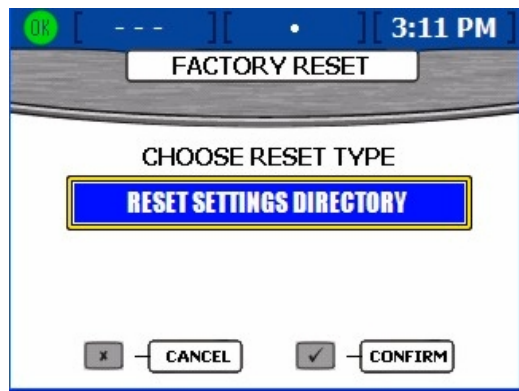 OK [ - - - ][ • ][ 3:11 PM ]
FACTORY RESET
CHOOSE RESET TYPE
RESET SETTINGS DIRECTORY
x CANCEL ✓ CONFIRM